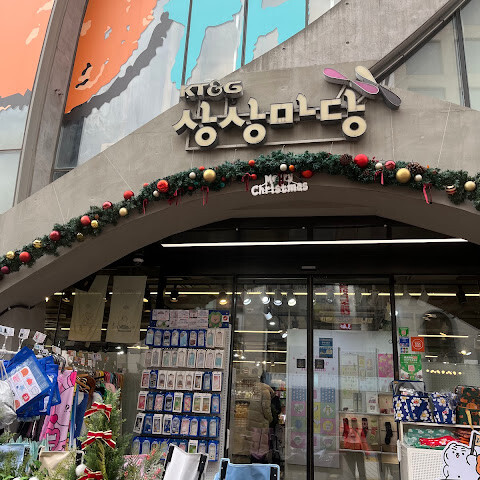 KT&G
상상마당
Merry
Christmas